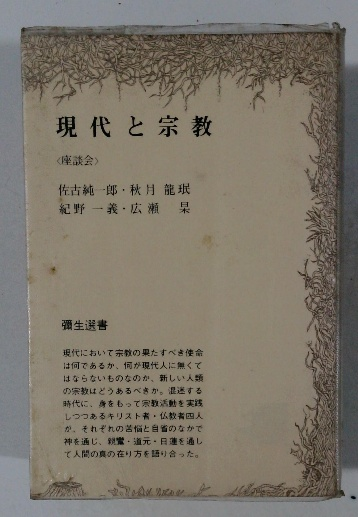 現代と宗教
〈座談会〉
佐古純一郎・秋月龍珉
紀野一義・広瀬杲
彌生選書
現代において宗教の果たすべき使命
は何であるか、何が現代人に無くて
はならないものなのか、新しい人類
の宗教はどうあるべきか。混迷する
時代に、身をもって宗教活動を実践
しつつあるキリスト者・仏教者四人
が、それぞれの苦悩と自省のなかで
神を通じ、親鸞・道元・日蓮を通し
て人間の真の在り方を語り合った。